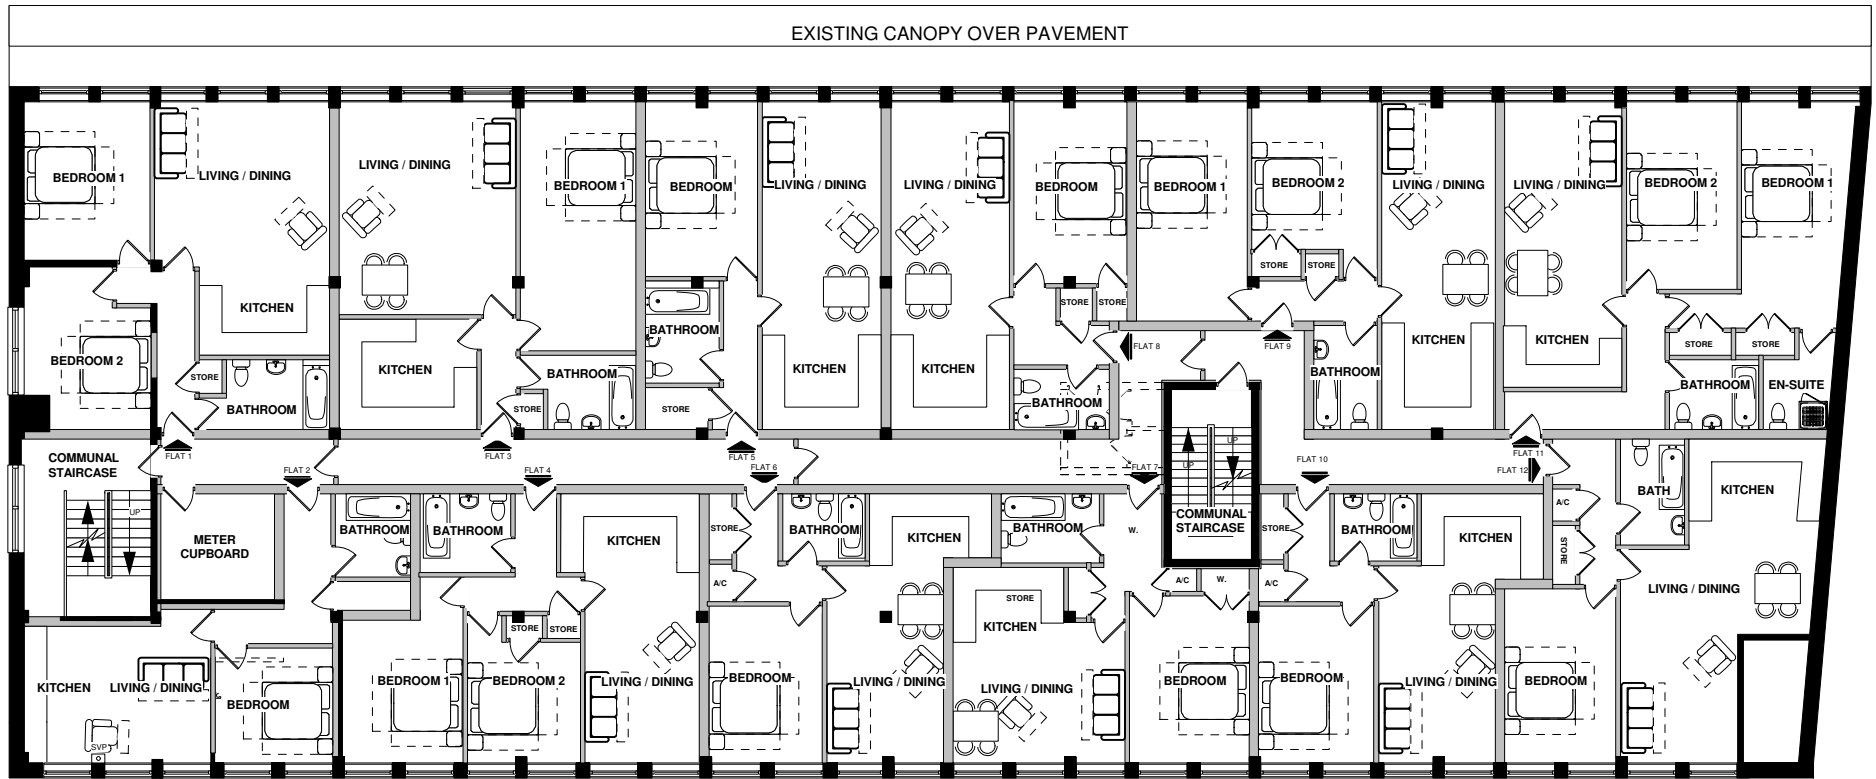 EXISTING CANOPY OVER PAVEMENT
BEDROOM 1
LIVING / DINING
LIVING / DINING
BEDROOM 1
BEDROOM
LIVING / DINING
LIVING / DINING
BEDROOM
BEDROOM 1
BEDROOM 2
LIVING / DINING
LIVING / DINING
BEDROOM 2
BEDROOM 1
STORE
STORE
STORE
STORE
KITCHEN
BATHROOM
BEDROOM 2
KITCHEN
BATHROOM
KITCHEN
KITCHEN
FLAT 8
FLAT 9
BATHROOM
KITCHEN
KITCHEN
STORE
STORE
STORE
BATHROOM
STORE
STORE
BATHROOM
BATHROOM
EN-SUITE
COMMUNAL
STAIRCASE
FLAT 1
FLAT 2
FLAT 3
FLAT 4
FLAT 5
FLAT 6
FLAT 7
UP
UP
FLAT 10
FLAT 11
FLAT 12
UP
METER
CUPBOARD
BATHROOM
BATHROOM
KITCHEN
STORE
BATHROOM
KITCHEN
BATHROOM
W.
COMMUNAL
STAIRCASE
STORE
BATHROOM
KITCHEN
A/C
STORE
BATH
KITCHEN
A/C
STORE
A/C
W.
A/C
LIVING / DINING
STORE
STORE
KITCHEN
KITCHEN
LIVING / DINING
BEDROOM
BEDROOM 1
BEDROOM 2
LIVING / DINING
BEDROOM
LIVING / DINING
LIVING / DINING
BEDROOM
BEDROOM
LIVING / DINING
BEDROOM
SVP